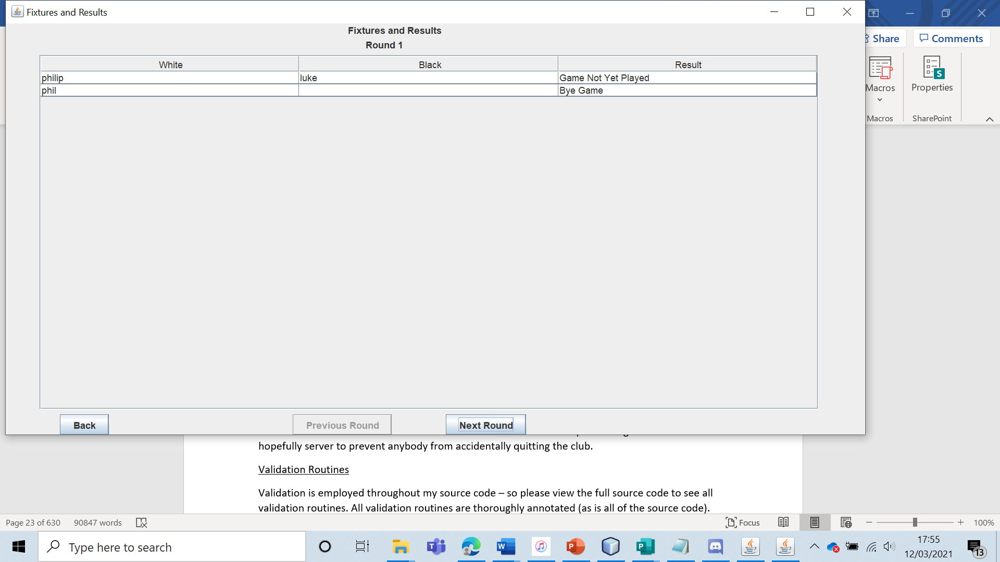 Fixtures and Results
Fixtures and Results
Round 1
White Black Result
philip luke Game Not Yet Played
phil Bye Game
Back Previous Round Next Round
Share Comments
Macros Properties
Macros SharePoint
hopefully server to prevent anybody from accidentally quitting the club.
Validation Routines
Validation is employed throughout my source code – so please view the full source code to see all
validation routines. All validation routines are thoroughly annotated (as is all of the source code).
Page 23 of 630 90847 words Focus 100%
Type here to search
17:55
12/03/2021
13